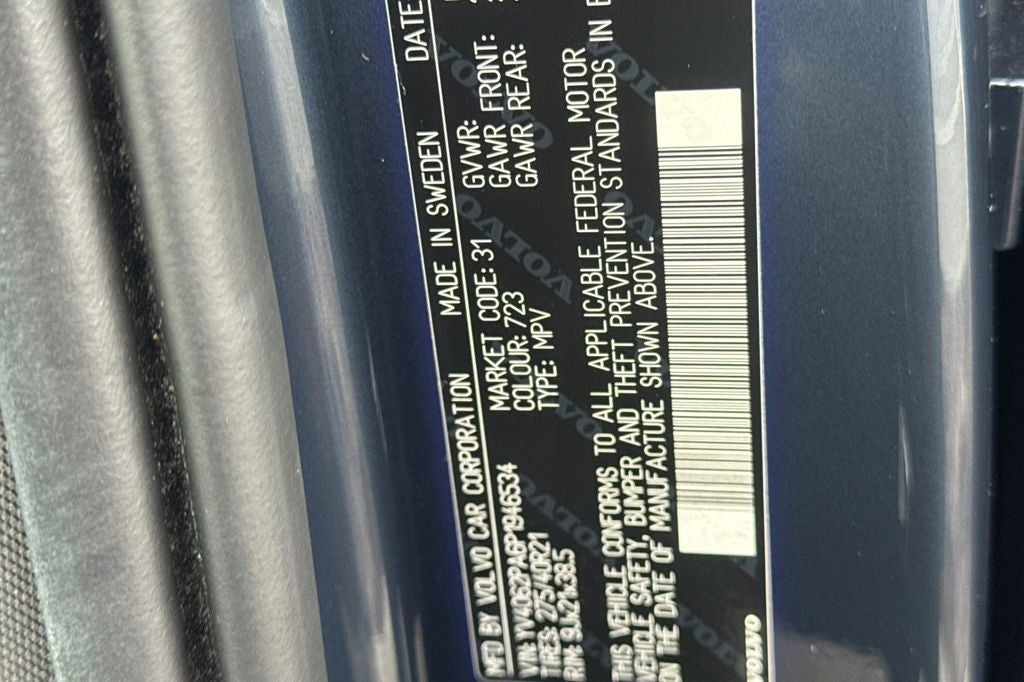 MFD BY VOLVO CAR CORPORATION MADE IN SWEDEN DATE
VIN: YV4062PA6P1946534 MARKET CODE: 31 GVWR:
TIRES: 275/40R21 COLOUR: 723 GAWR FRONT:
RIM: 9Jx21x38.5 TYPE: MPV GAWR REAR:
THIS VEHICLE CONFORMS TO ALL APPLICABLE FEDERAL MOTOR
VEHICLE SAFETY, BUMPER AND THEFT PREVENTION STANDARDS IN
ON THE DATE OF MANUFACTURE SHOWN ABOVE.
VOLVO